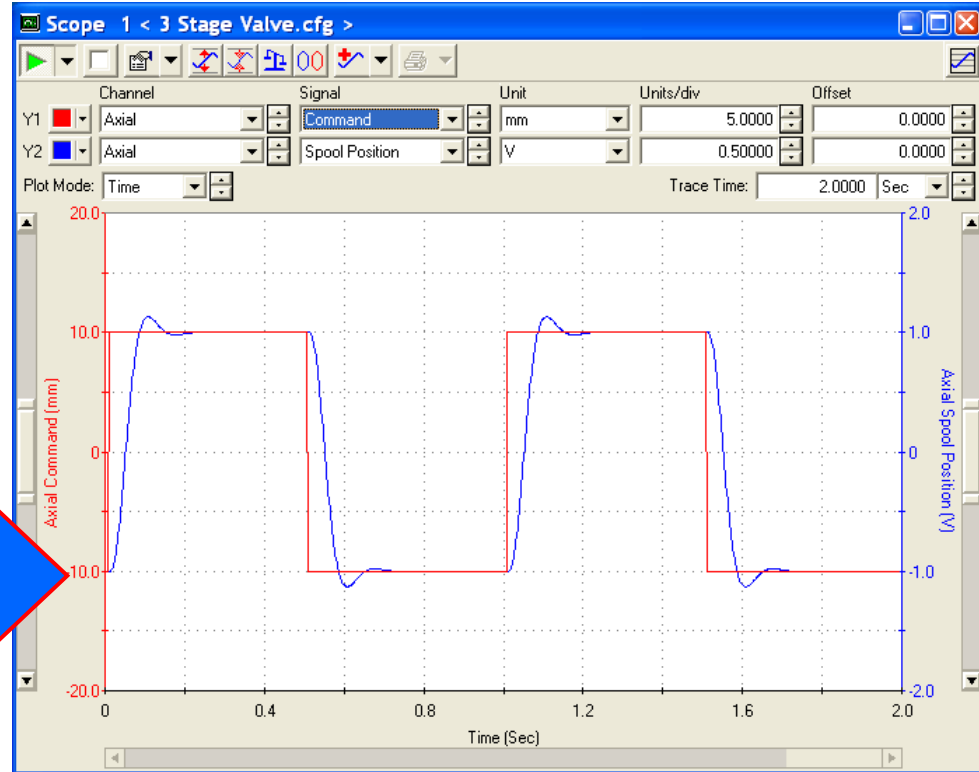 Scope 1 < 3 Stage Valve.cfg >
Channel Signal Unit Units/div Offset
Y1 Axial Command mm 5.0000 0.0000
Y2 Axial Spool Position V 0.50000 0.0000
Plot Mode: Time Trace Time: 2.0000 Sec
20.0 2.0
10.0 1.0
Axial Command (mm)
0 0
Axial Spool Position (V)
-10.0 -1.0
-20.0 -2.0
0 0.4 0.8 1.2 1.6 2.0
Time (Sec)